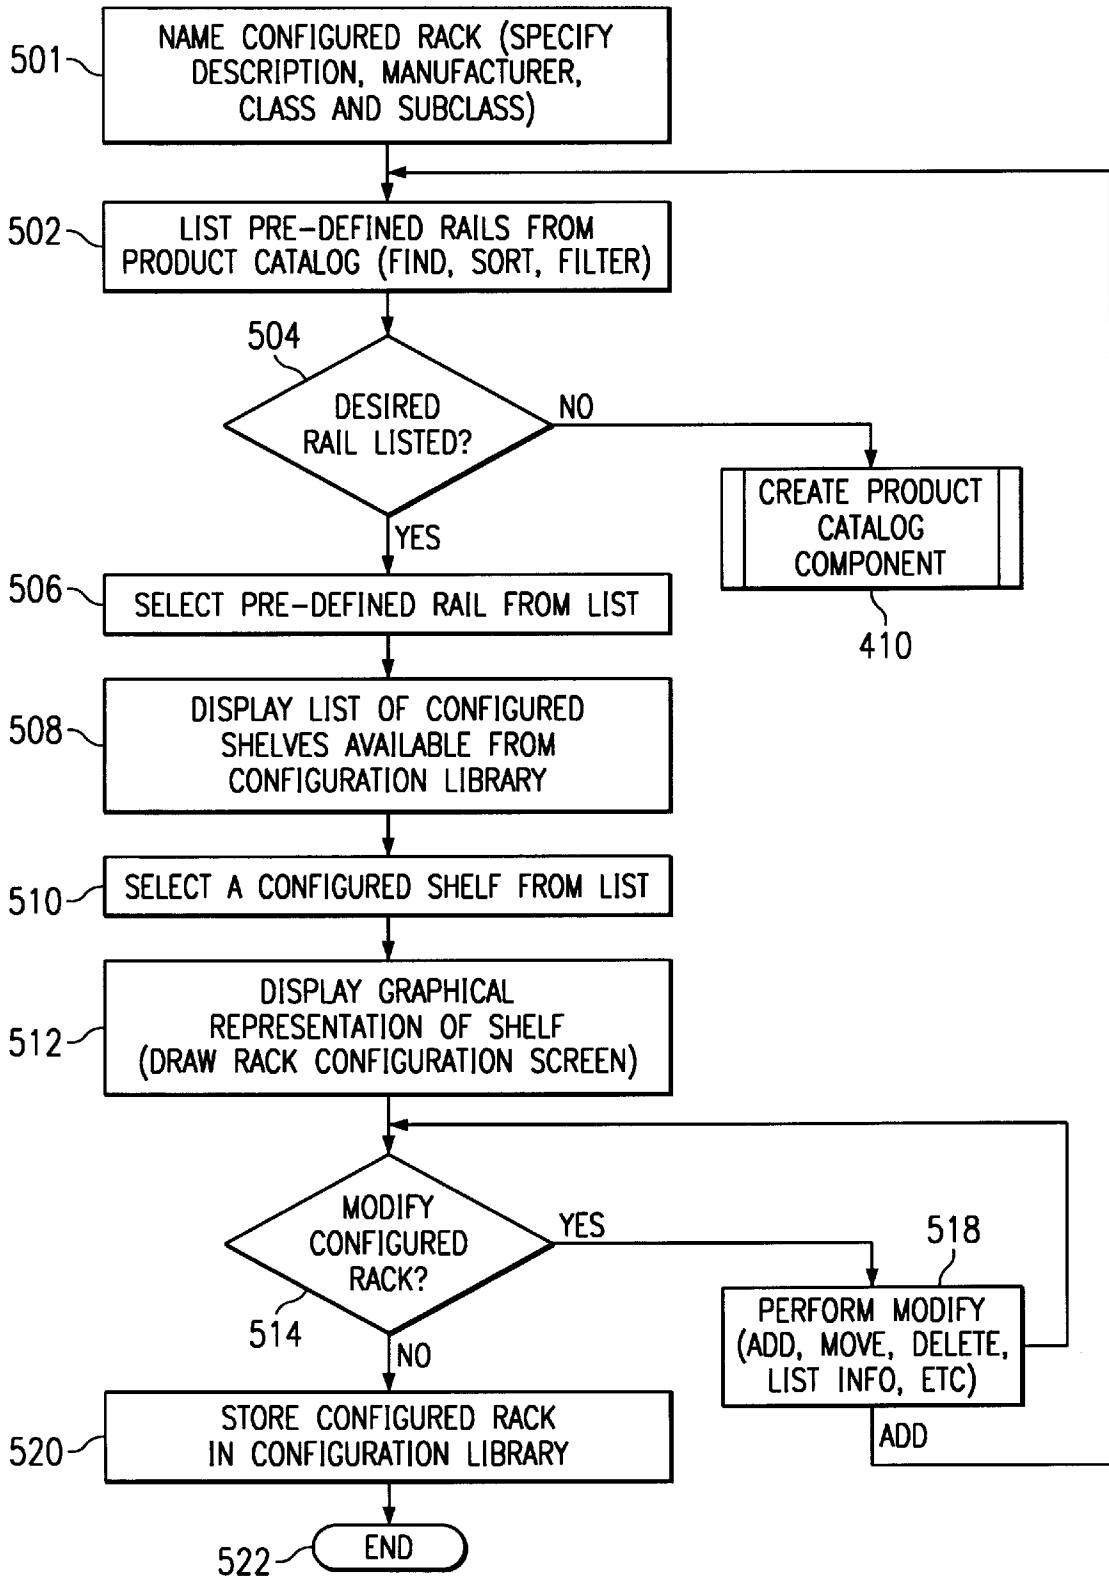 501
NAME CONFIGURED RACK (SPECIFY
DESCRIPTION, MANUFACTURER,
CLASS AND SUBCLASS)
502
LIST PRE-DEFINED RAILS FROM
PRODUCT CATALOG (FIND, SORT, FILTER)
504
DESIRED
RAIL LISTED?
NO
CREATE PRODUCT
CATALOG
COMPONENT
410
YES
506
SELECT PRE-DEFINED RAIL FROM LIST
508
DISPLAY LIST OF CONFIGURED
SHELVES AVAILABLE FROM
CONFIGURATION LIBRARY
510
SELECT A CONFIGURED SHELF FROM LIST
512
DISPLAY GRAPHICAL
REPRESENTATION OF SHELF
(DRAW RACK CONFIGURATION SCREEN)
MODIFY
CONFIGURED
RACK?
514
YES
518
PERFORM MODIFY
(ADD, MOVE, DELETE,
LIST INFO, ETC)
ADD
NO
520
STORE CONFIGURED RACK
IN CONFIGURATION LIBRARY
522
END